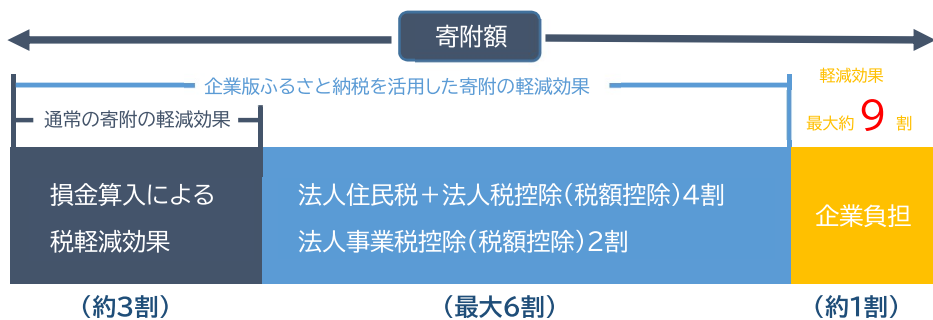 寄附額
企業版ふるさと納税を活用した寄附の軽減効果
軽減効果
最大約 9 割
通常の寄附の軽減効果
損金算入による
税軽減効果
法人住民税＋法人税控除（税額控除）4割
法人事業税控除（税額控除）2割
企業負担
（約3割）
（最大6割）
（約1割）